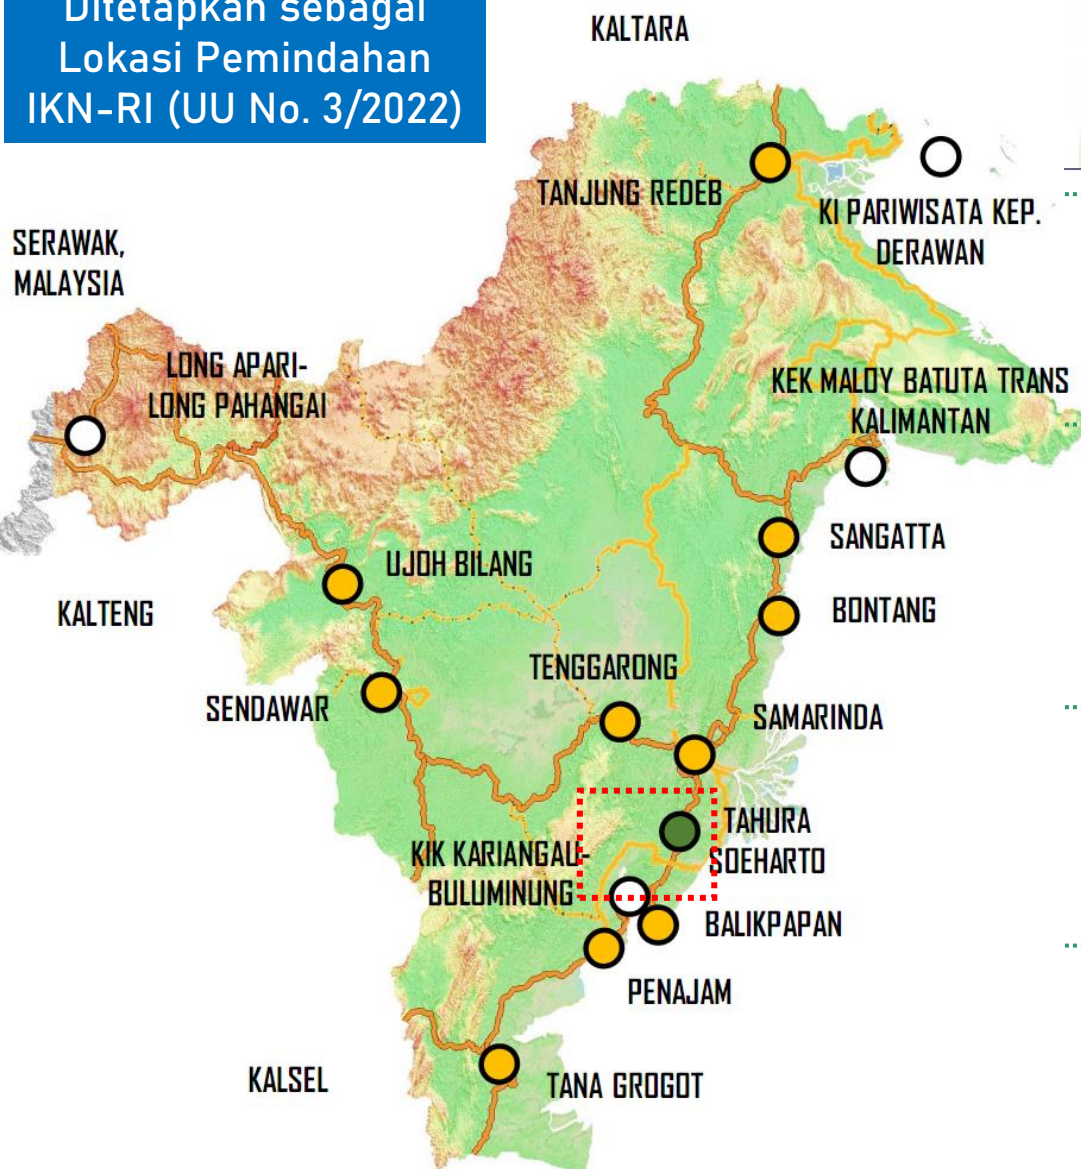 Ditetapkan sebagai
Lokasi Pemindahan
IKN-RI (UU No. 3/2022)
KALTARA
TANJUNG REDEB
KI PARIWISATA KEP.
DERAWAN
SERAWAK,
MALAYSIA
LONG APARI-
LONG PAHANGAI
KEK MALOY BATUTA TRANS
KALIMANTAN
SANGATTA
UJOH BILANG
BONTANG
KALTENG
TENGGARONG
SENDAWAR
SAMARINDA
TAHURA
SOEHARTO
KIK KARIANGAU-
BULUMINUNG
BALIKPAPAN
PENAJAM
KALSEL
TANA GROGOT